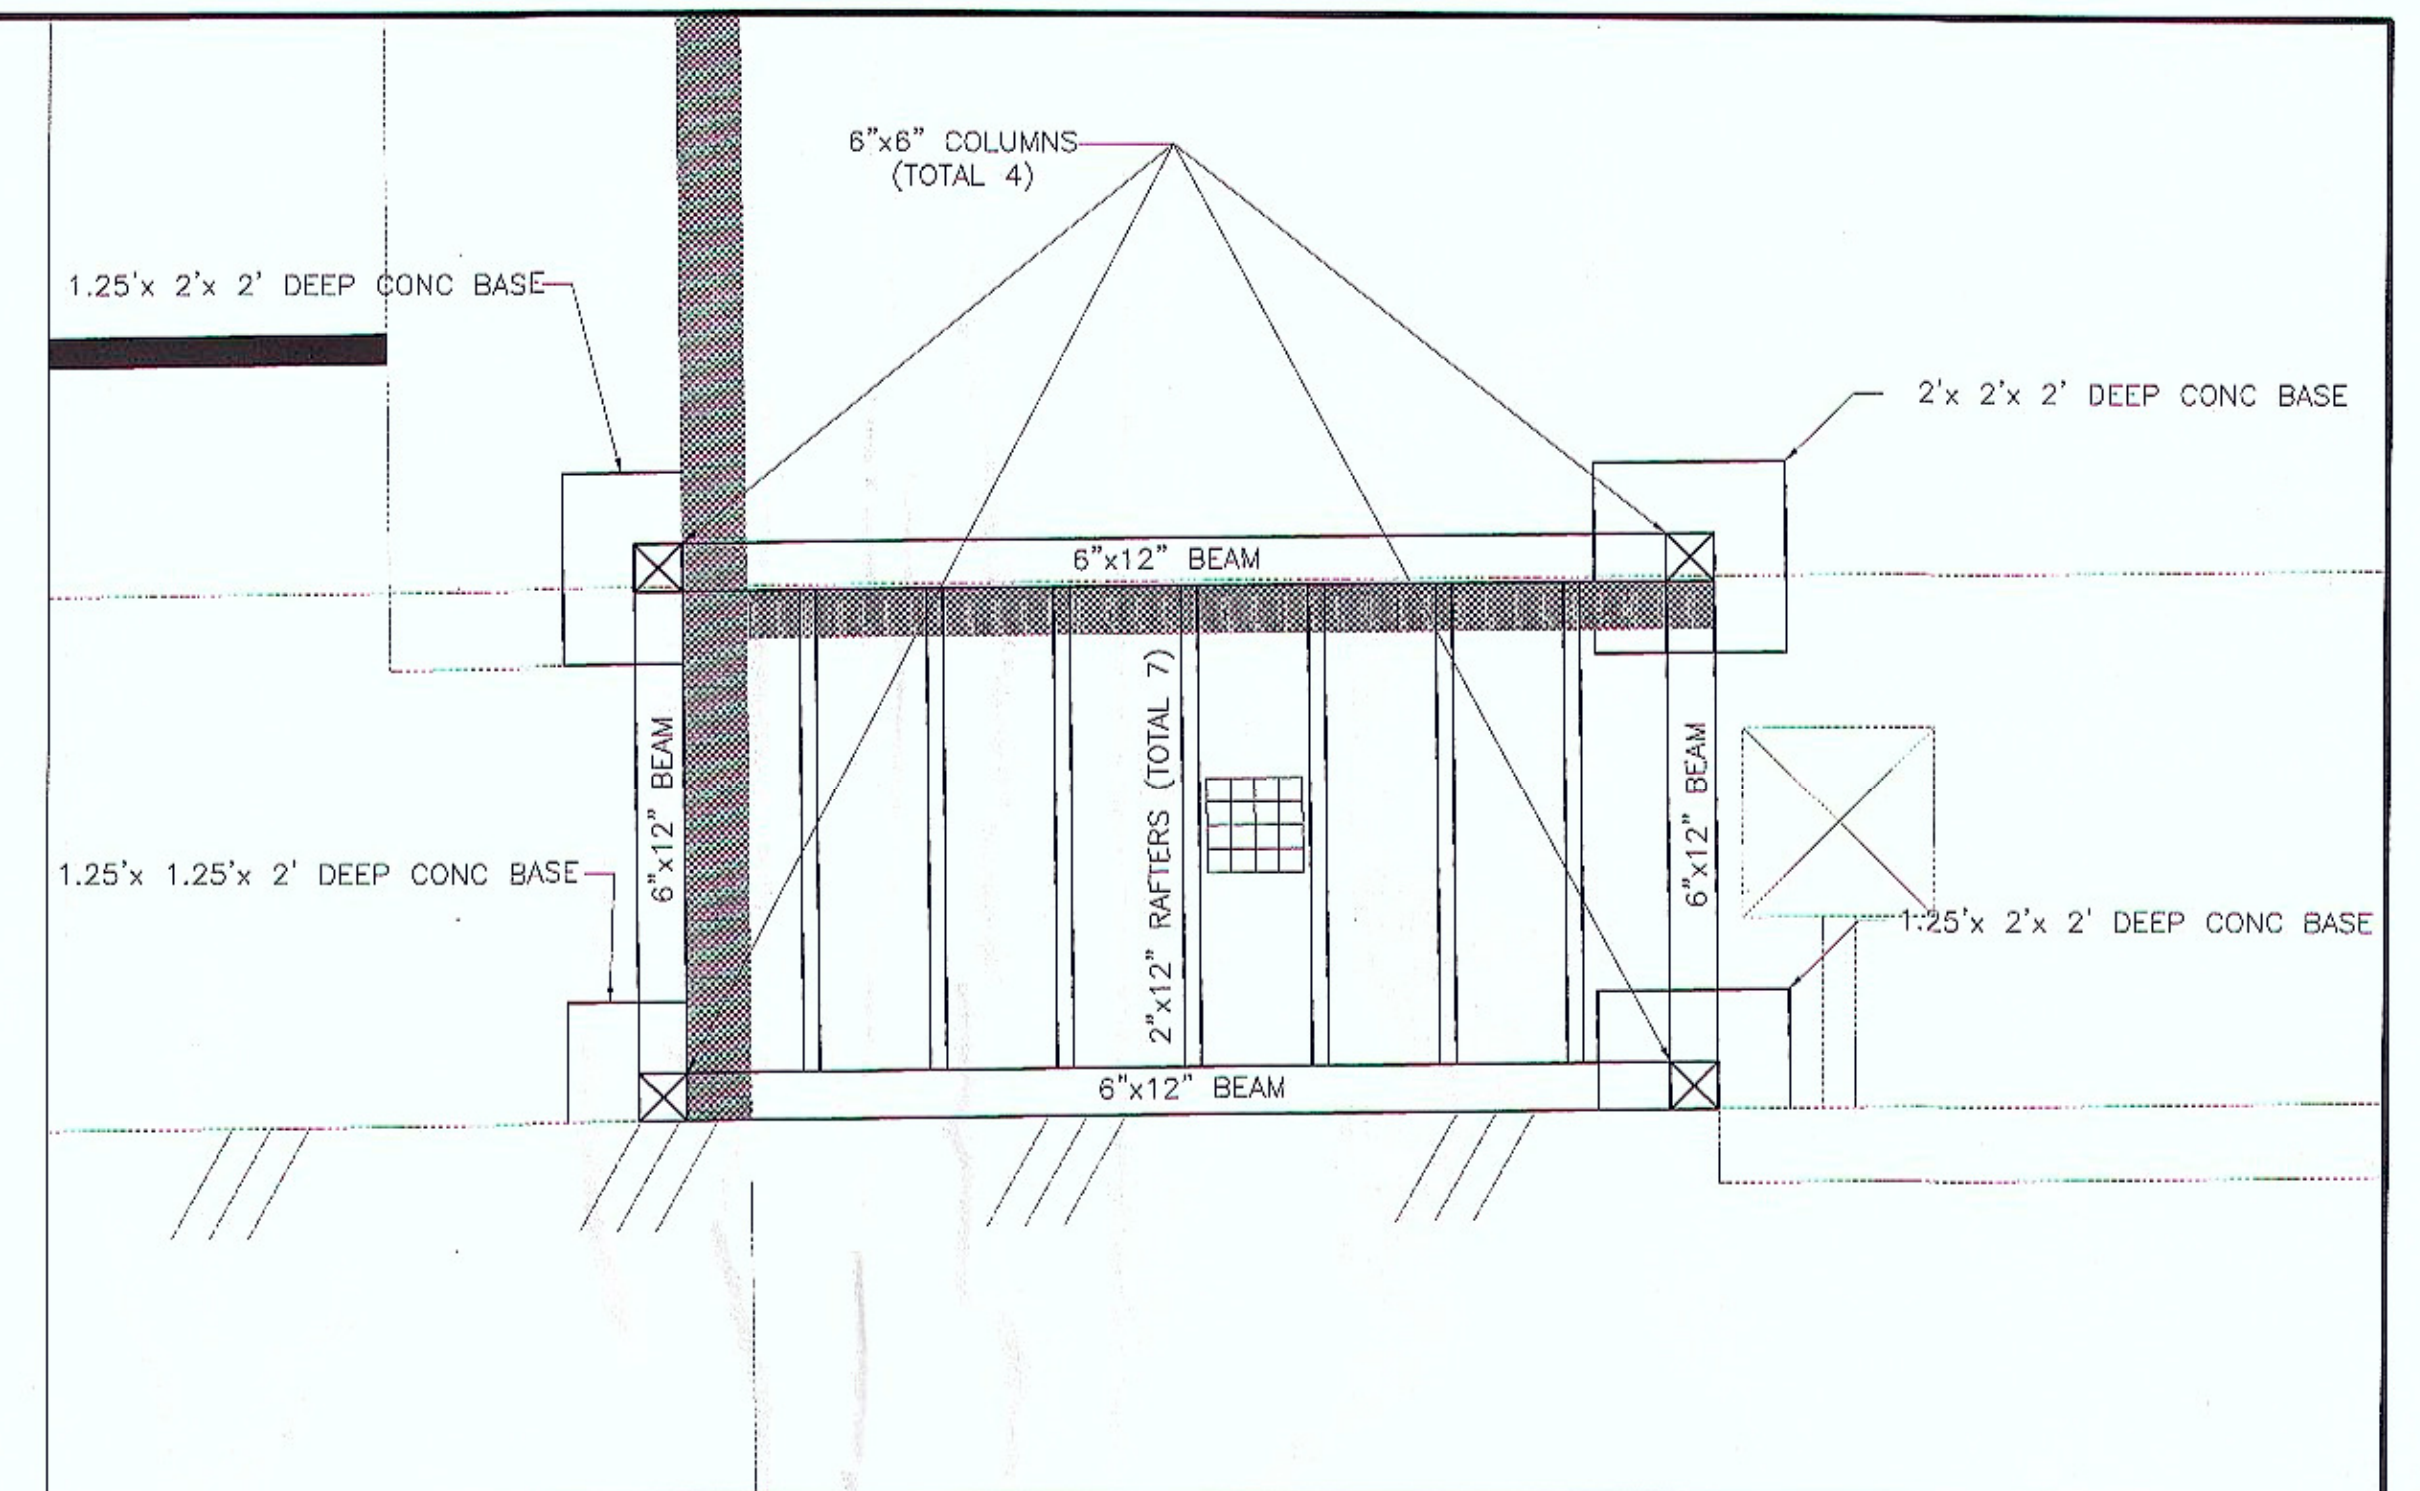 6”x6” COLUMNS
(TOTAL 4)
1.25'x 2'x 2' DEEP CONC BASE
2'x 2'x 2' DEEP CONC BASE
6”x12” BEAM
6”x12” BEAM
2”x12” RAFTERS (TOTAL 7)
6”x12” BEAM
1.25'x 1.25'x 2' DEEP CONC BASE
1.25'x 2'x 2' DEEP CONC BASE
6”x12” BEAM